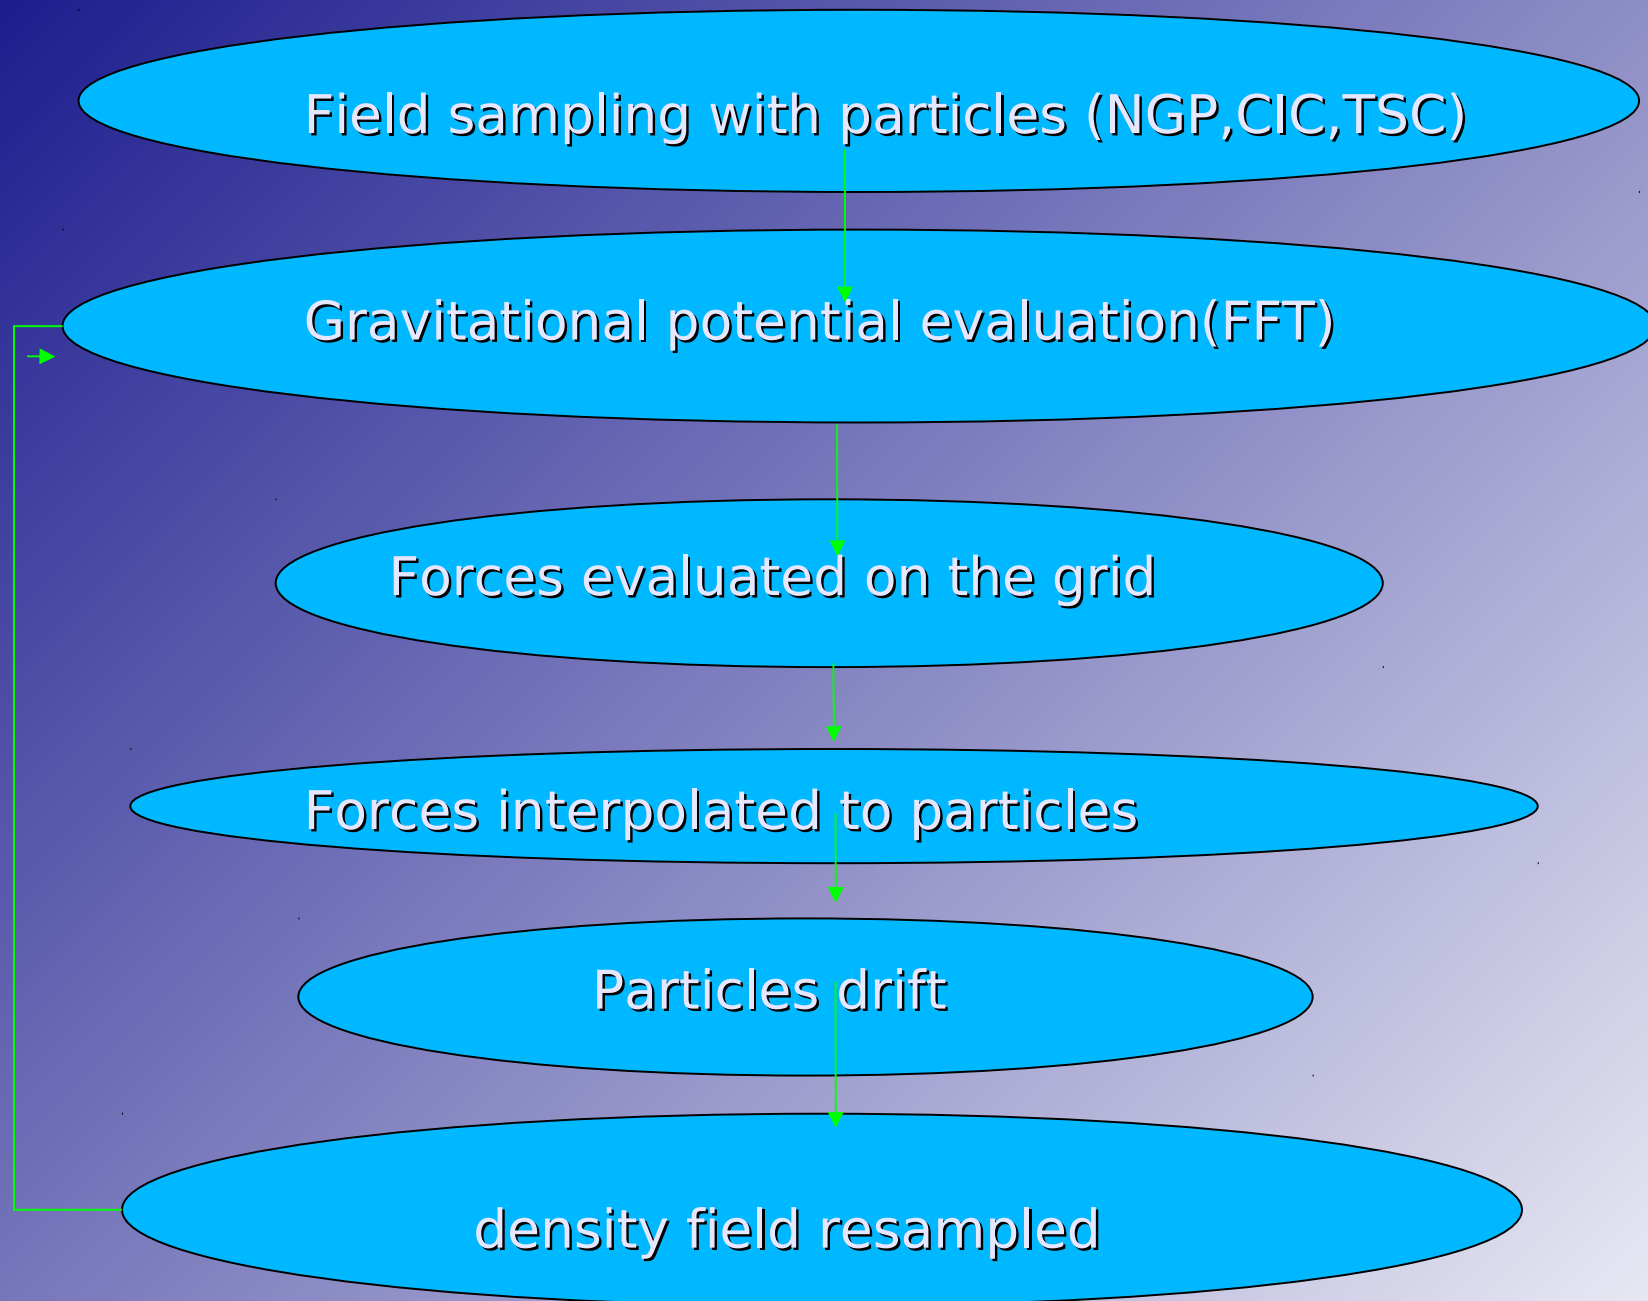 Field sampling with particles (NGP,CIC,TSC)
Gravitational potential evaluation(FFT)
Forces evaluated on the grid
Forces interpolated to particles
Particles drift
density field resampled